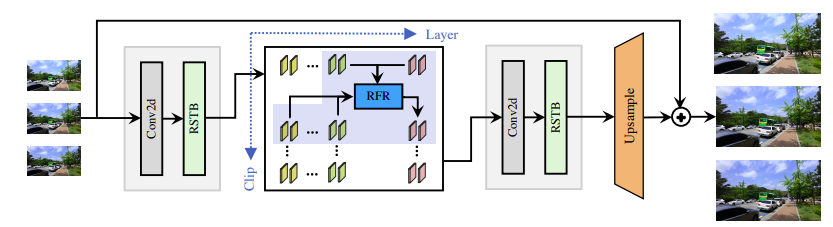 Layer
Conv2d
RSTB
...
RFR
...
...
Clip
Conv2d
RSTB
Upsample
+